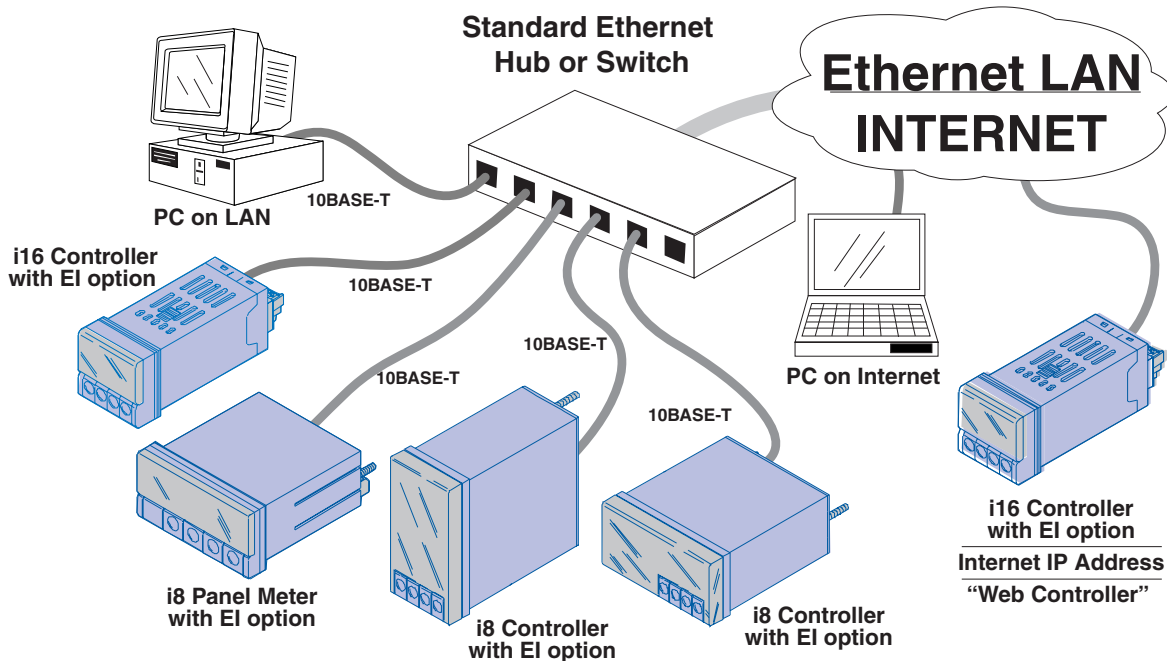 Standard Ethernet
Hub or Switch
Ethernet LAN
INTERNET
PC on LAN
10BASE-T
i16 Controller
with EI option
10BASE-T
10BASE-T
10BASE-T
10BASE-T
PC on Internet
i8 Panel Meter
with EI option
i8 Controller
with EI option
i8 Controller
with EI option
i16 Controller
with EI option
Internet IP Address
“Web Controller”